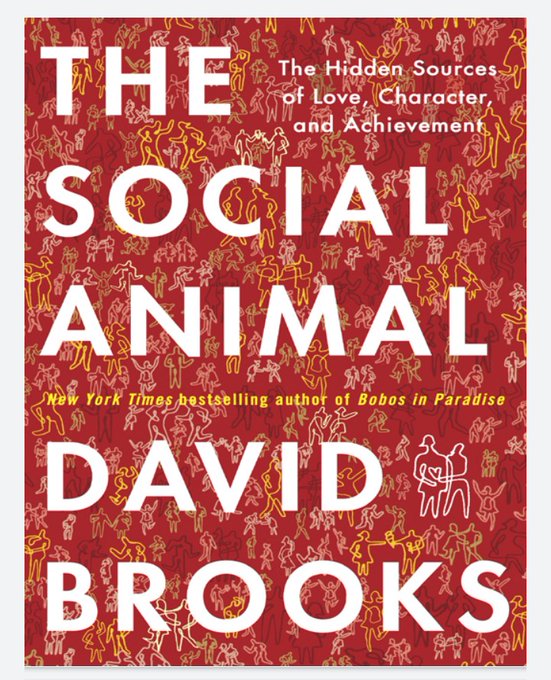 THE
The Hidden Sources
of Love, Character,
and Achievement
SOCIAL
ANIMAL
New York Times bestselling author of Bobos in Paradise
DAVID
BROOKS